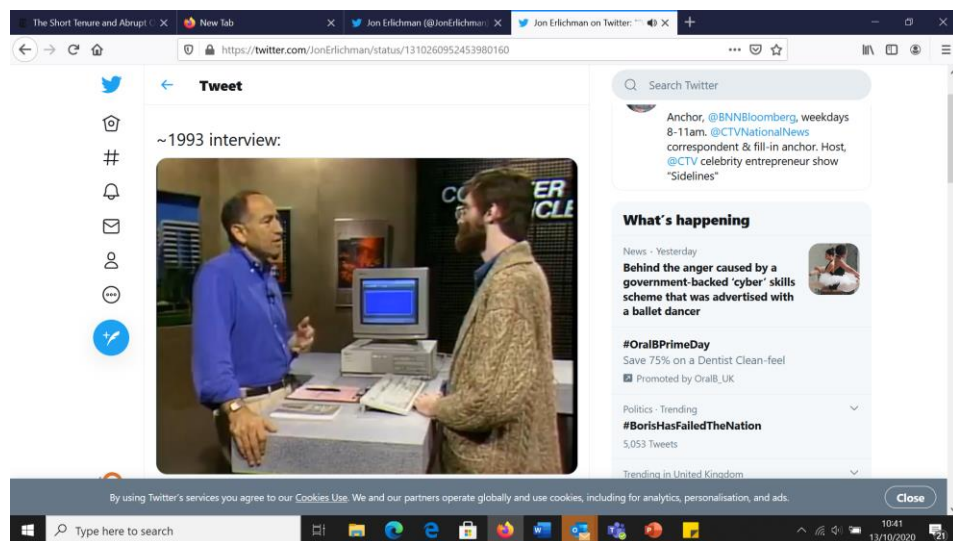 The Short Tenure and Abrupt
New Tab
Jon Erlichman (@JonErlichman)
Jon Erlichman on Twitter: "
https://twitter.com/JonErlichman/status/1310260952453980160
Tweet
Search Twitter
~1993 interview:
Anchor, @BNNBloomberg, weekdays
8-11am. @CTVNationalNews
correspondent & fill-in anchor. Host,
@CTV celebrity entrepreneur show
"Sidelines"
What's happening
News · Yesterday
Behind the anger caused by a
government-backed 'cyber' skills
scheme that was advertised with
a ballet dancer
#OralBPrimeDay
Save 75% on a Dentist Clean-feel
Promoted by OralB_UK
Politics · Trending
#BorisHasFailedTheNation
5,053 Tweets
Trending in United Kingdom
By using Twitter's services you agree to our Cookies Use. We and our partners operate globally and use cookies, including for analytics, personalisation, and ads.
Close
Type here to search
10:41
13/10/2020
21